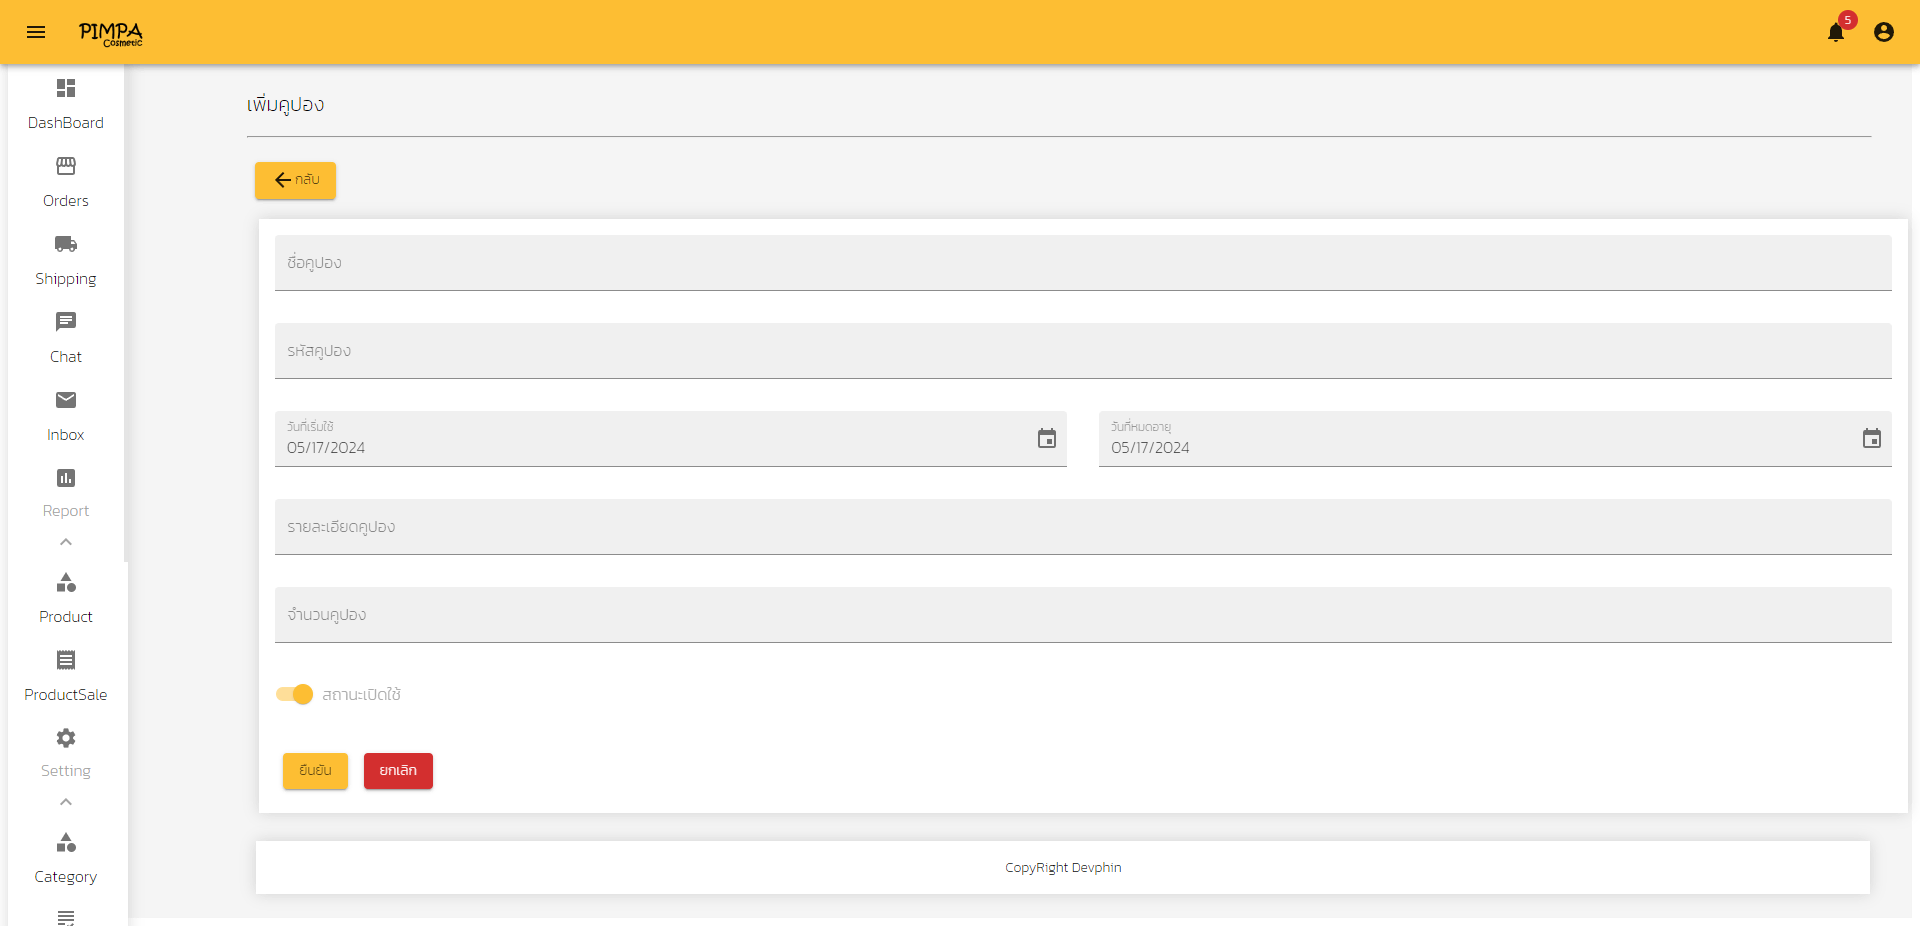 PIMPA
Cosmetic
5
DashBoard
Orders
Shipping
Chat
Inbox
Report
Product
ProductSale
Setting
Category
เพิ่มคูปอง
กลับ
ชื่อคูปอง
รหัสคูปอง
วันที่เริ่มใช้
05/17/2024
วันที่หมดอายุ
05/17/2024
รายละเอียดคูปอง
จำนวนคูปอง
สถานะเปิดใช้
ยืนยัน
ยกเลิก
CopyRight Devphin